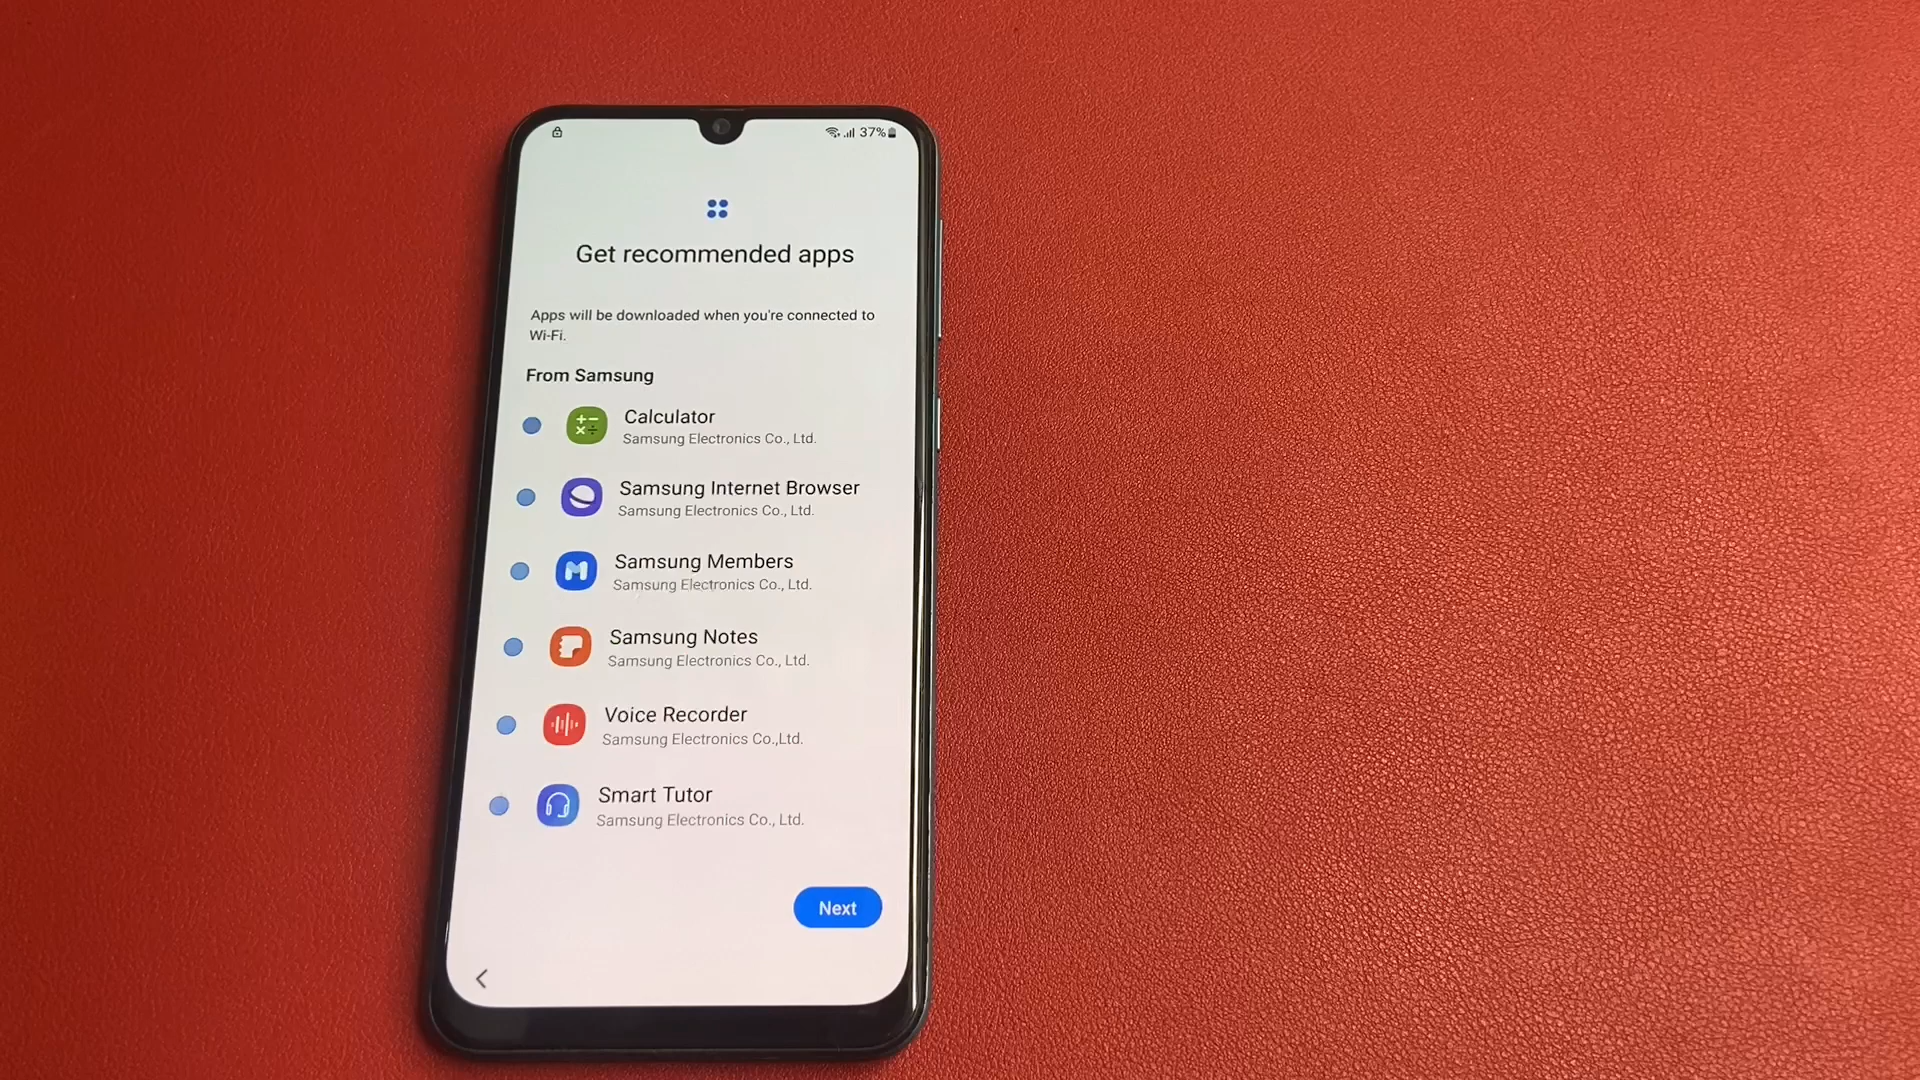 37%
Get recommended apps
Apps will be downloaded when you're connected to
Wi-Fi.
From Samsung
Calculator
Samsung Electronics Co., Ltd.
Samsung Internet Browser
Samsung Electronics Co., Ltd.
Samsung Members
Samsung Electronics Co., Ltd.
Samsung Notes
Samsung Electronics Co., Ltd.
Voice Recorder
Samsung Electronics Co.,Ltd.
Smart Tutor
Samsung Electronics Co., Ltd.
Next